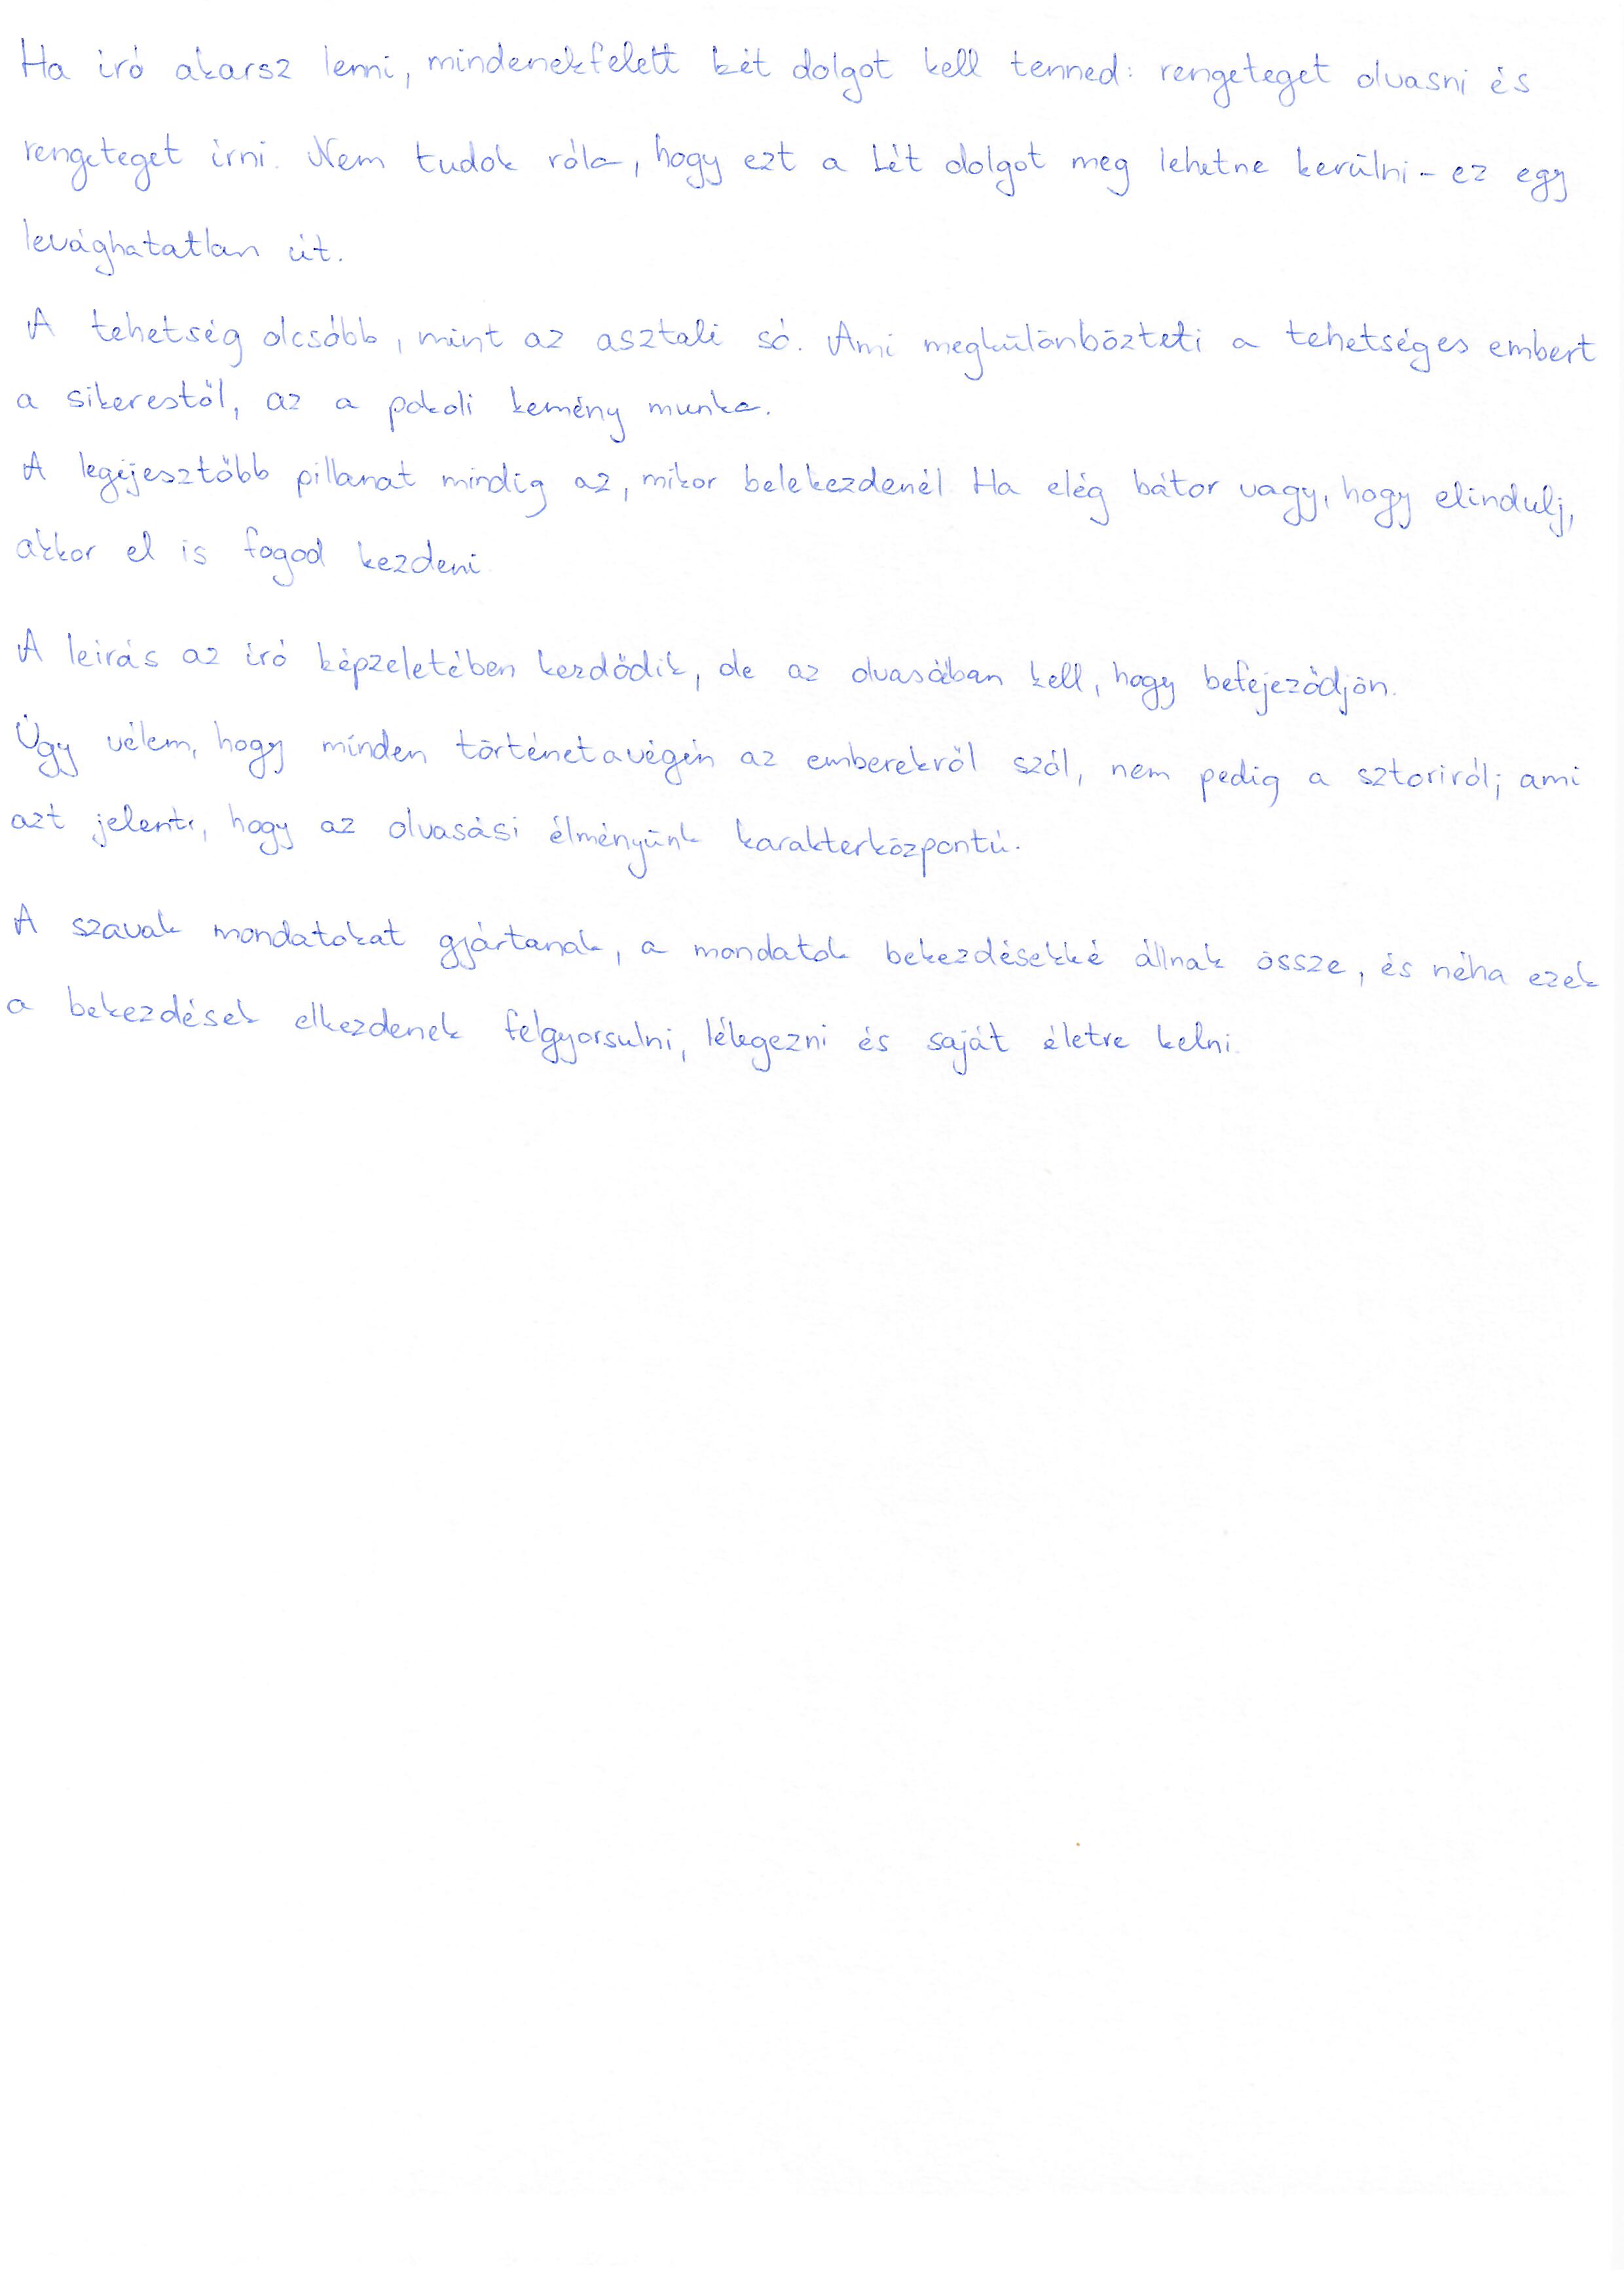 Ha író akarsz lenni, mindenekfelett két dolgot kell tenned: rengeteget olvasni és
rengeteget írni. Nem tudok róla, hogy ezt a két dolgot meg lehetne kerülni - ez egy
levághatatlan út.
A tehetség olcsóbb, mint az asztali só. Ami megkülönbözteti a tehetséges embert
a sikerestől, az a pokoli kemény munka.
A legijesztőbb pillanat mindig az, mikor belekezdenél. Ha elég bátor vagy, hogy elindulj,
akkor el is fogod kezdeni.
A leírás az író képzeletében kezdődik, de az olvasóban kell, hogy befejeződjön.
Úgy vélem, hogy minden történet a végén az emberekről szól, nem pedig a sztoriról; ami
azt jelenti, hogy az olvasási élményünk karakterközpontú.
A szavak mondatokat gyártanak, a mondatok bekezdésekké állnak össze, és néha ezek
a bekezdések elkezdenek felgyorsulni, lélegezni és saját életre kelni.